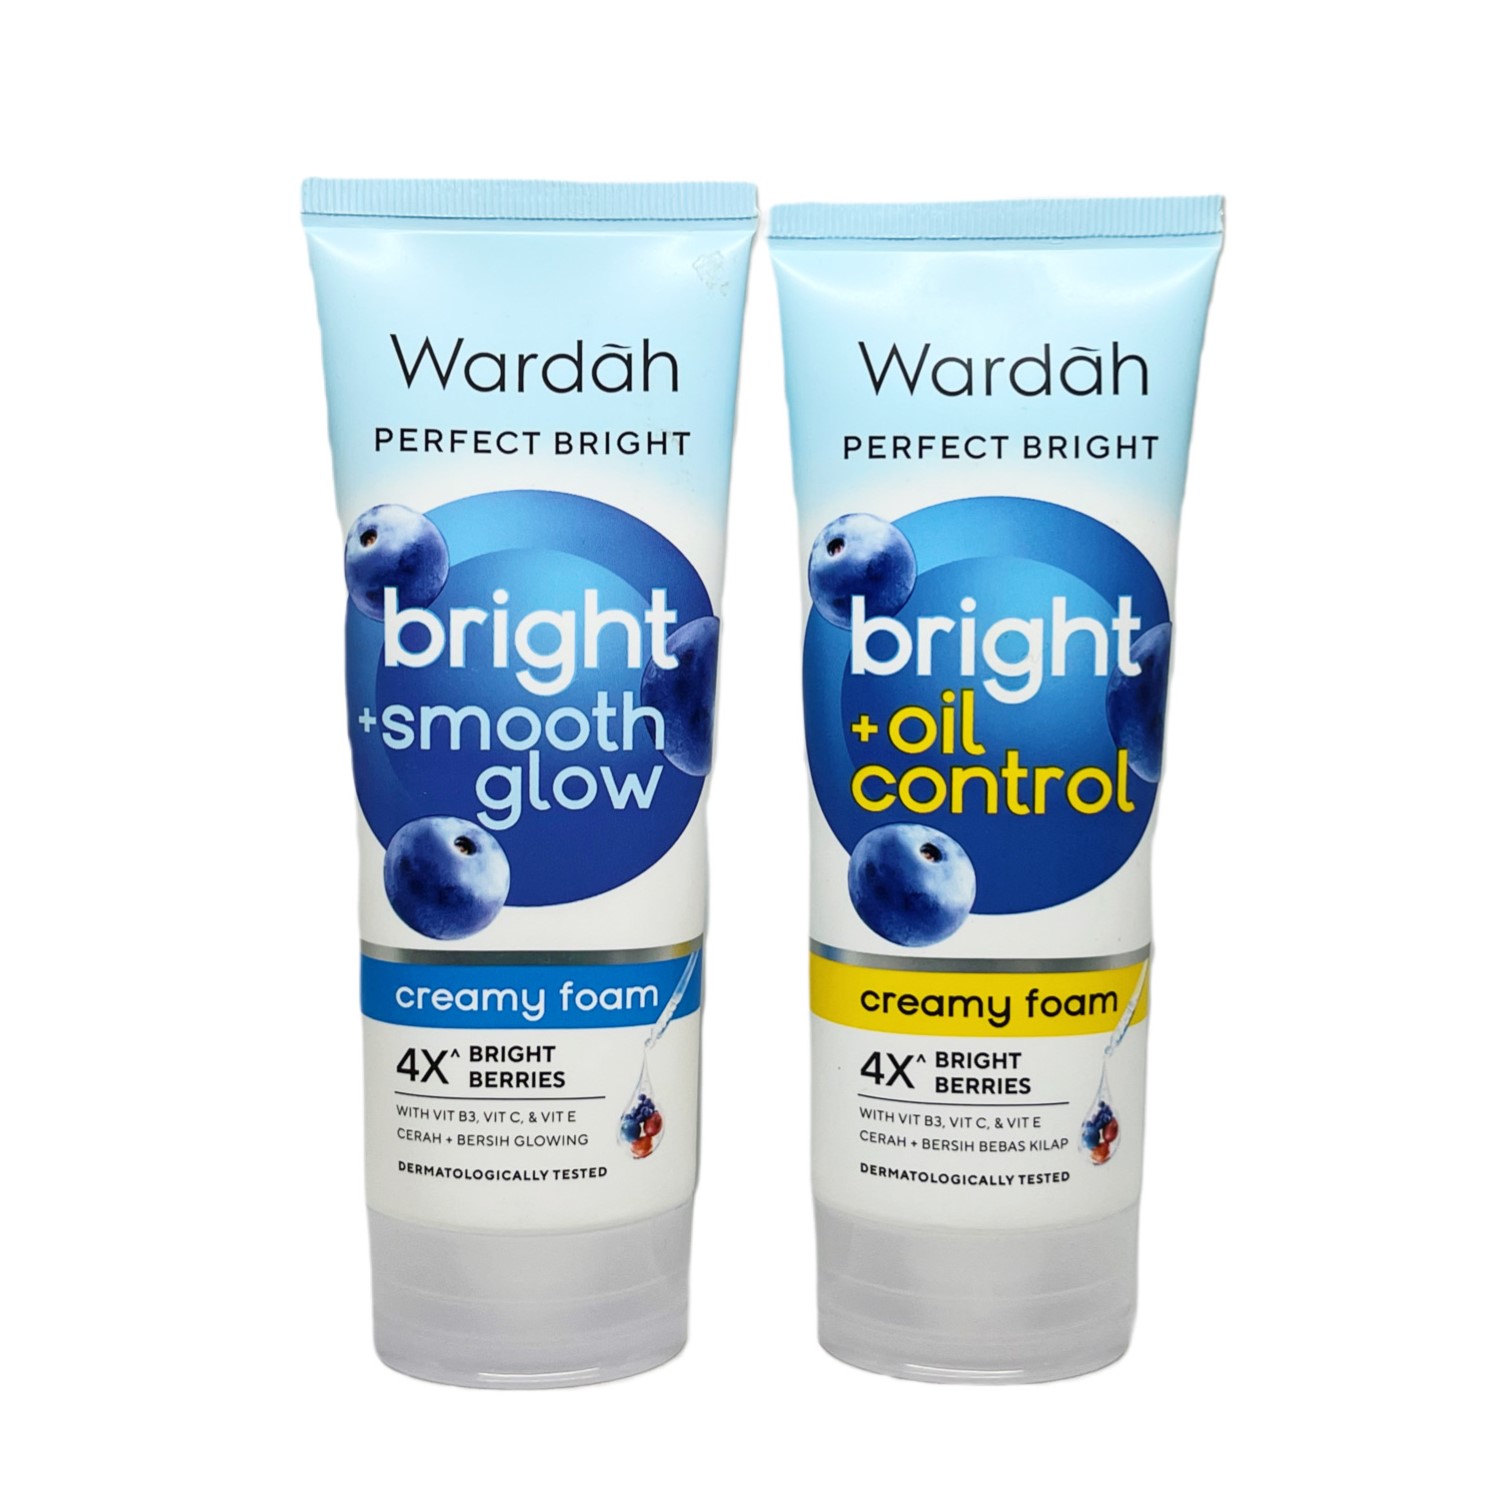 Wardãh
PERFECT BRIGHT
bright
+smooth
glow
creamy foam
4X^ BRIGHT
BERRIES
WITH VIT B3, VIT C, & VIT E
CERAH + BERSIH GLOWING
DERMATOLOGICALLY TESTED
Wardãh
PERFECT BRIGHT
bright
+oil
control
creamy foam
4X^ BRIGHT
BERRIES
WITH VIT B3, VIT C, & VIT E
CERAH + BERSIH BEBAS KILAP
DERMATOLOGICALLY TESTED